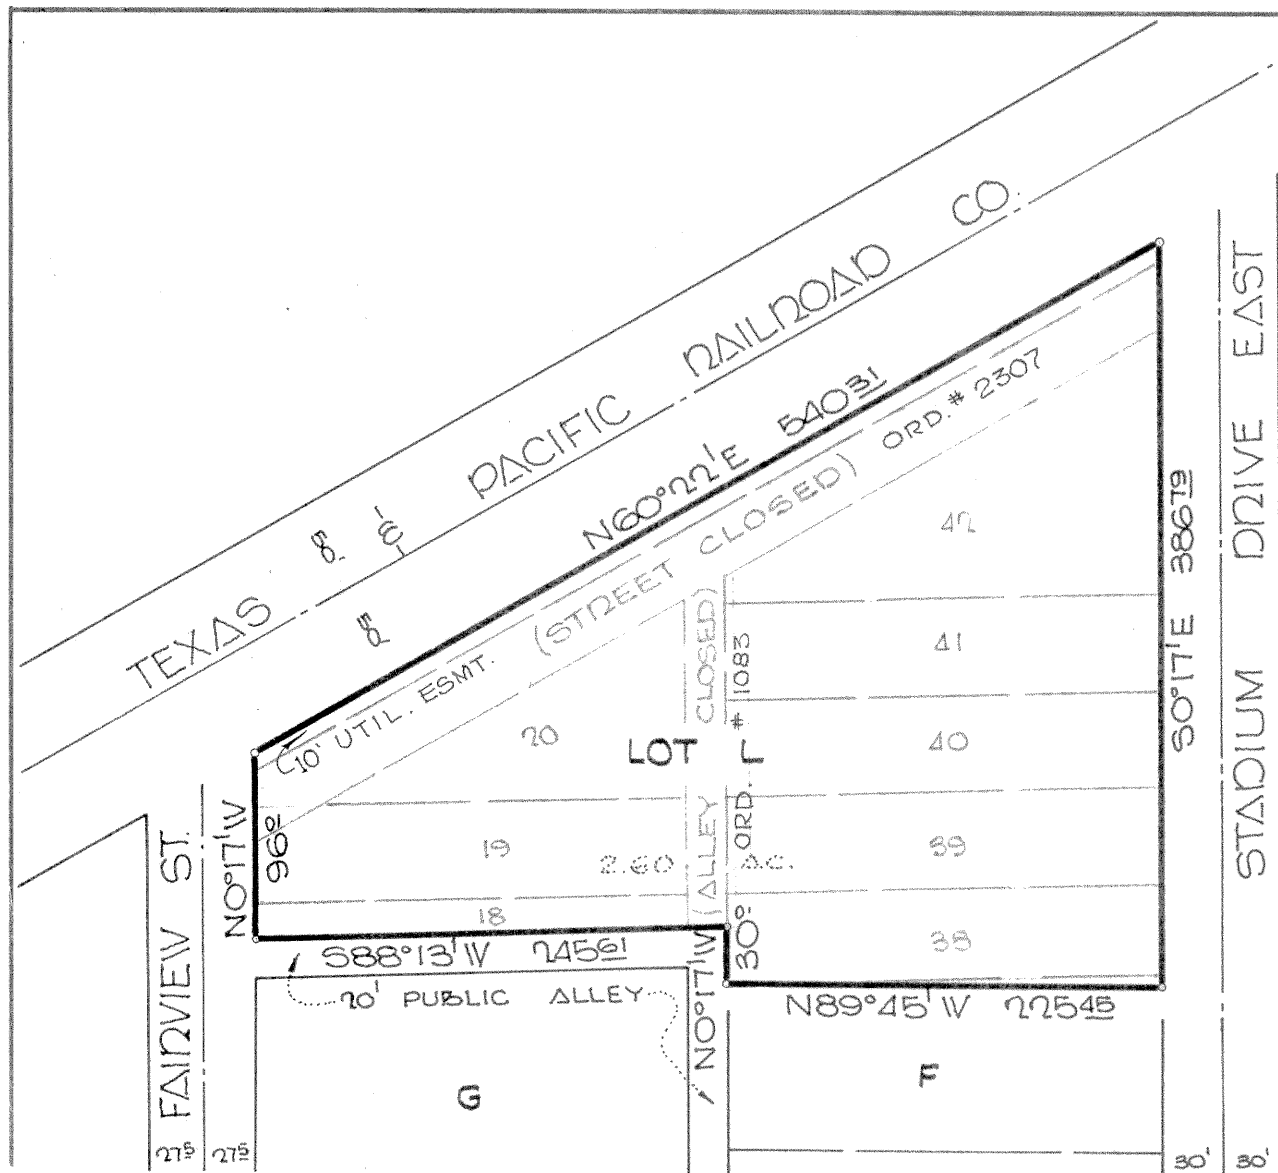 TEXAS & PACIFIC RAILROAD CO.
50'
50'
N60°22'E 540.31
10' UTIL. ESMT.
(STREET CLOSED) ORD.# 2307
42
41
40
39
38
20
19
18
LOT L
2.60 AC.
(ALLEY CLOSED)
ORD. # 1083
N0°17'W
96.01
S0°17'E 386.79
STADIUM DRIVE EAST
FAIRVIEW ST.
S88°13'W 245.61
N0°17'W
30.0
N89°45'W 225.45
20' PUBLIC ALLEY
G
F
27.5
27.5
30'
30'